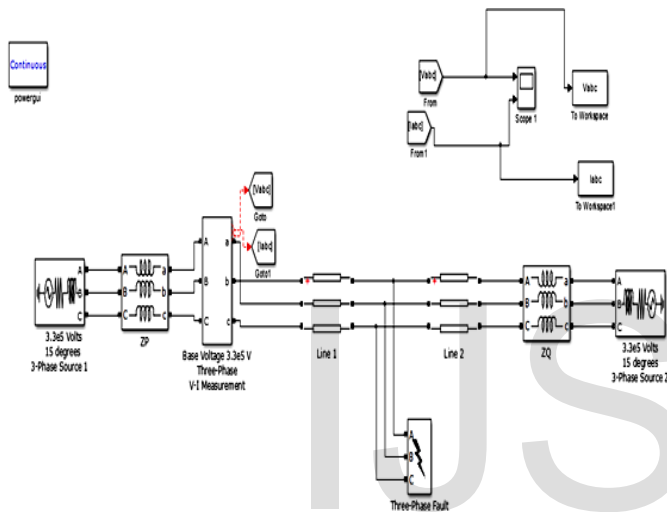 Continuous
powergui
[Vabc]
From
[Iabc]
From1
Scope 1
Vabc
To Workspace
Iabc
To Workspace1
[Vabc]
Goto
[Iabc]
Goto1
A
B
C
3.3e5 Volts
15 degrees
3-Phase Source 1
A a
B b
C c
ZP
A a
B b
C c
Base Voltage 3.3e5 V
Three-Phase
V-I Measurement
Line 1
Line 2
A a
B b
C c
ZQ
A
B
C
3.3e5 Volts
15 degrees
3-Phase Source 2
A
B
C
Three-Phase Fault
IJS